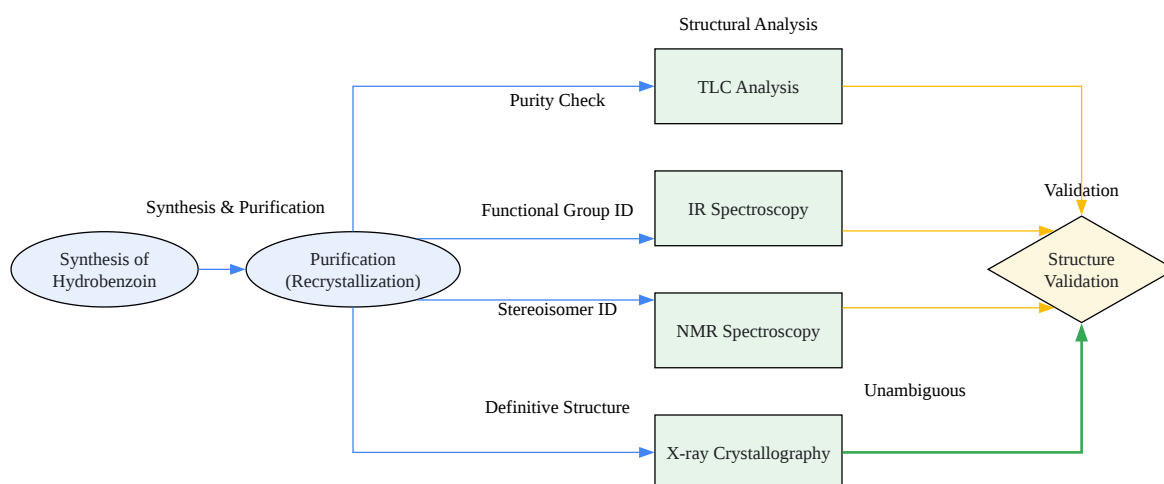 Structural Analysis
TLC Analysis
Purity Check
Synthesis & Purification
Functional Group ID
IR Spectroscopy
Validation
Synthesis of
Hydrobenzoin
Purification
(Recrystallization)
Structure
Validation
Stereoisomer ID
NMR Spectroscopy
Definitive Structure
Unambiguous
X-ray Crystallography